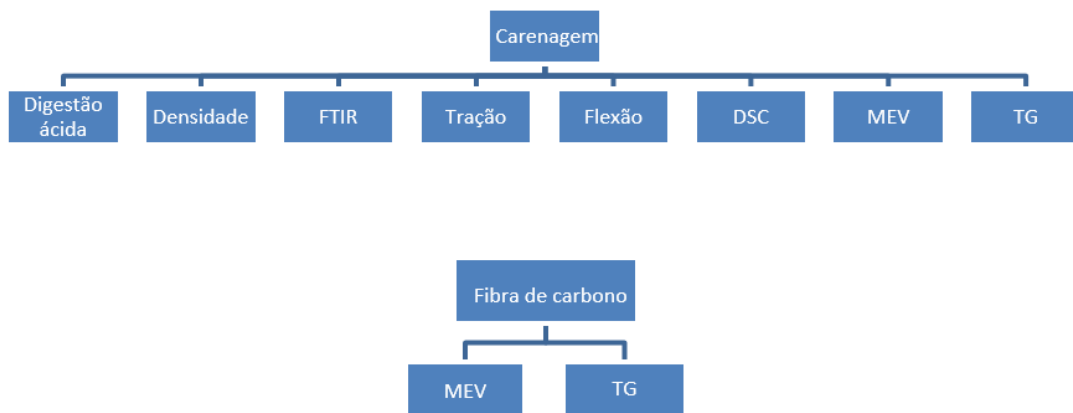 Carenagem
Digestão
ácida
Densidade
FTIR
Tração
Flexão
DSC
MEV
TG
Fibra de carbono
MEV
TG